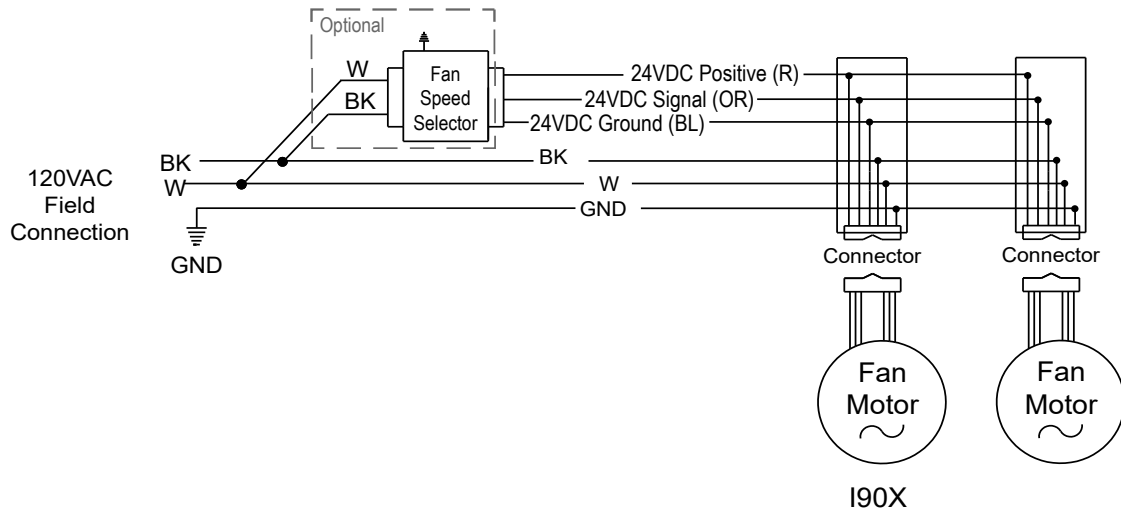 Optional
W
BK
Fan
Speed
Selector
24VDC Positive (R)
24VDC Signal (OR)
24VDC Ground (BL)
BK
W
120VAC
Field
Connection
BK
W
GND
GND
Connector
Connector
Fan
Motor
Fan
Motor
I90X